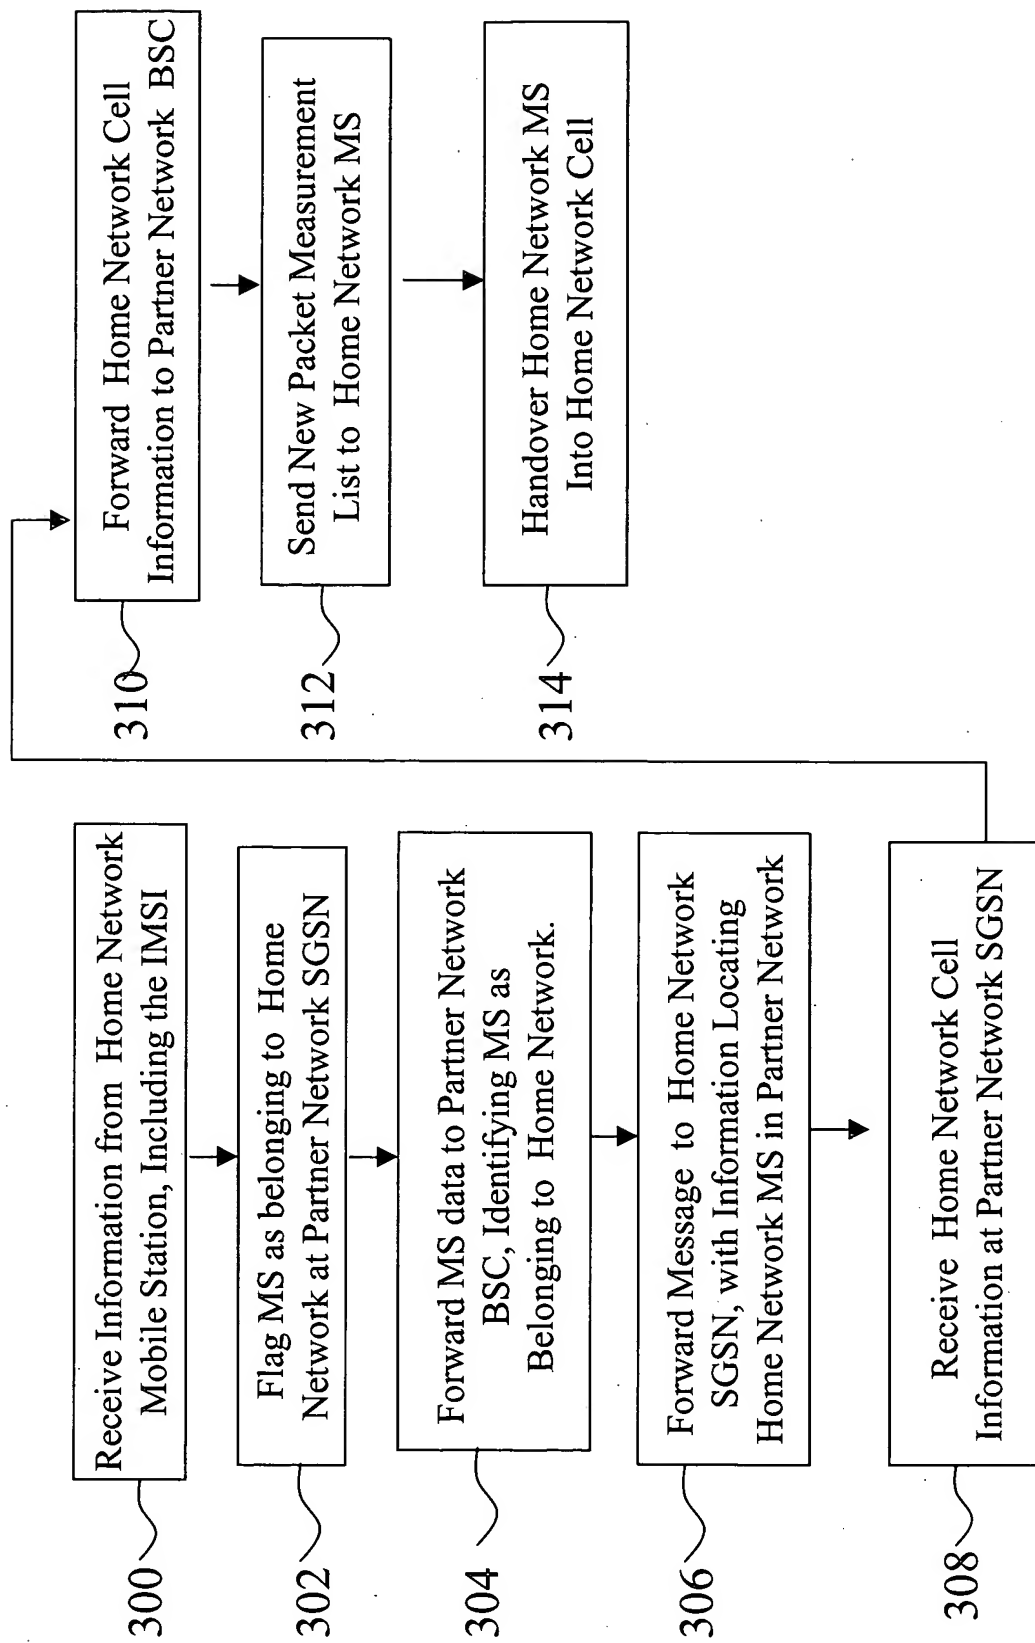 300
Receive Information from Home Network
Mobile Station, Including the IMSI
302
Flag MS as belonging to Home
Network at Partner Network SGSN
304
Forward MS data to Partner Network
BSC, Identifying MS as
Belonging to Home Network.
306
Forward Message to Home Network
SGSN, with Information Locating
Home Network MS in Partner Network
308
Receive Home Network Cell
Information at Partner Network SGSN
310
Forward Home Network Cell
Information to Partner Network BSC
312
Send New Packet Measurement
List to Home Network MS
314
Handover Home Network MS
Into Home Network Cell